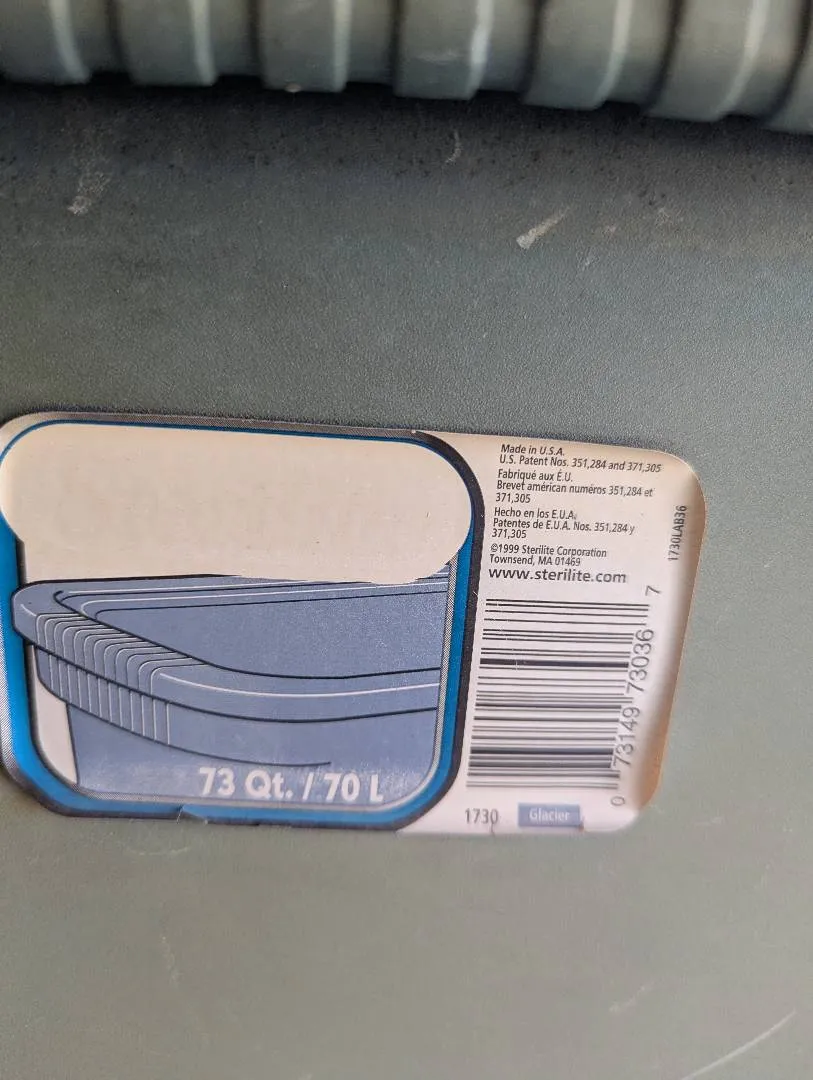 Made in U.S.A.
U.S. Patent Nos. 351,284 and 371,305
Fabriqué aux É.U.
Brevet américan numéros 351,284 et
371,305
Hecho en los E.U.A.
Patentes de E.U.A. Nos. 351,284 y
371,305
©1999 Sterilite Corporation
Townsend, MA 01469
www.sterilite.com
1730LAB36
0 73149 73036 7
73 Qt. / 70 L
1730 Glacier